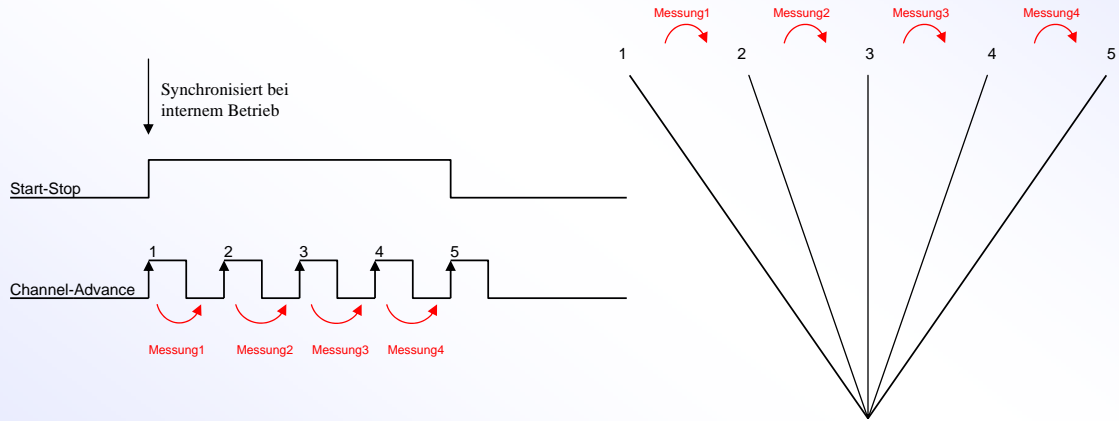 Messung1 Messung2 Messung3 Messung4
1 2 3 4 5
Synchronisiert bei
internem Betrieb
Start-Stop
1 2 3 4 5
Channel-Advance
Messung1 Messung2 Messung3 Messung4